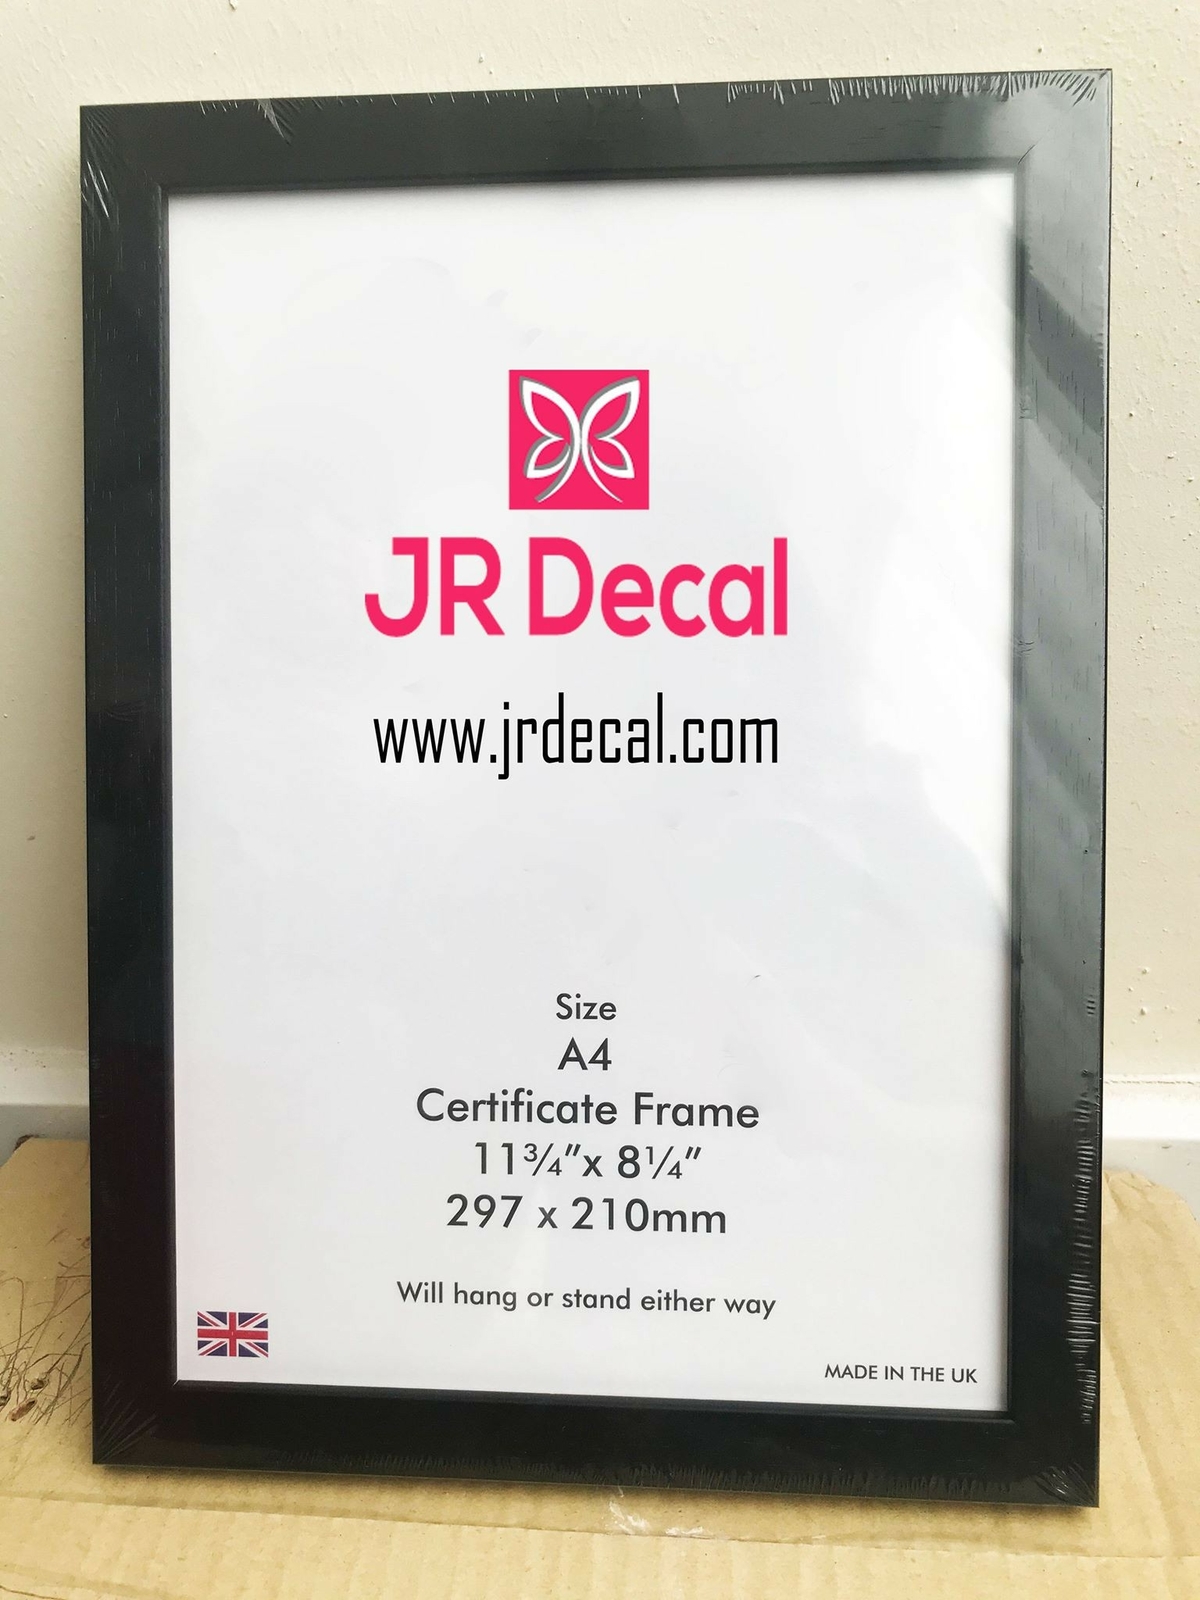 JR Decal
www.jrdecal.com
Size
A4
Certificate Frame
11¾″x 8¼″
297 x 210mm
Will hang or stand either way
MADE IN THE UK